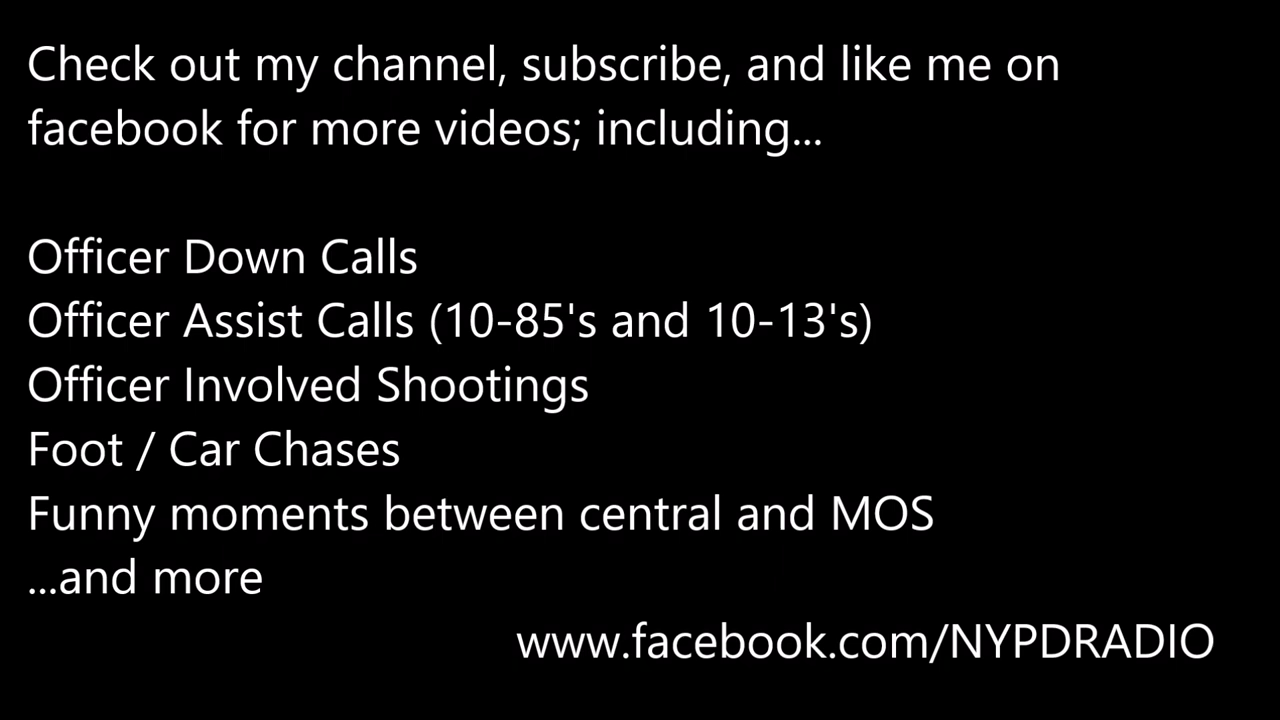 Check out my channel, subscribe, and like me on
facebook for more videos; including...
Officer Down Calls
Officer Assist Calls (10-85's and 10-13's)
Officer Involved Shootings
Foot / Car Chases
Funny moments between central and MOS
...and more
www.facebook.com/NYPDRADIO